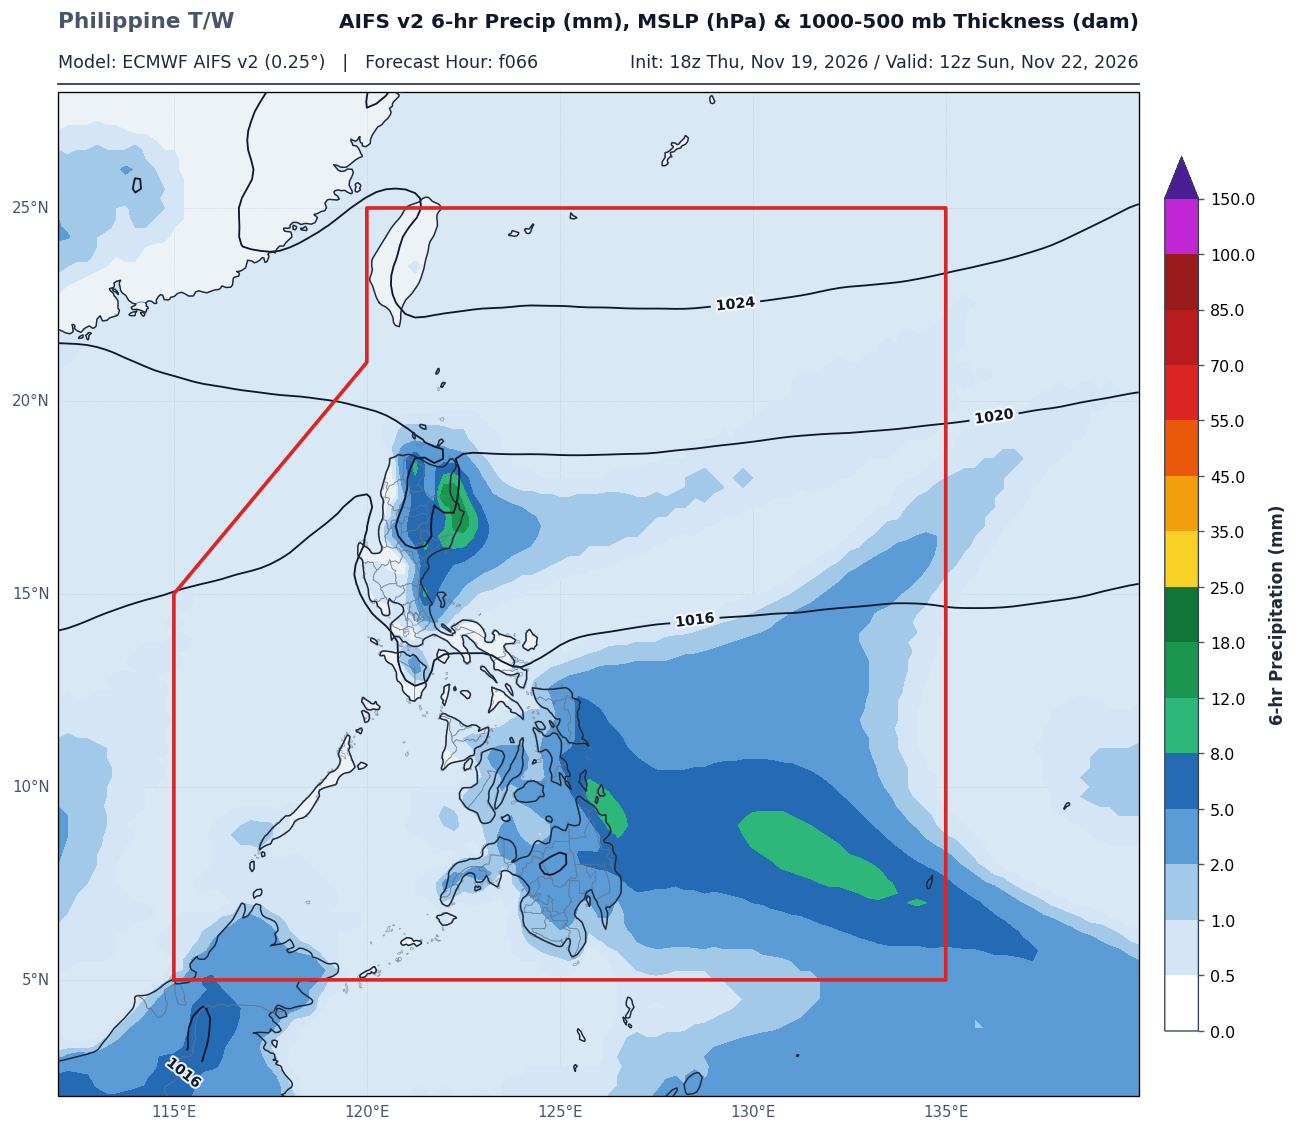 Philippine T/W
AIFS v2 6-hr Precip (mm), MSLP (hPa) & 1000-500 mb Thickness (dam)
Model: ECMWF AIFS v2 (0.25°) | Forecast Hour: f066
Init: 18z Thu, Nov 19, 2026 / Valid: 12z Sun, Nov 22, 2026
25°N
20°N
15°N
10°N
5°N
1024
1020
1016
1016
115°E
120°E
125°E
130°E
135°E
150.0
100.0
85.0
70.0
55.0
45.0
35.0
25.0
18.0
12.0
8.0
5.0
2.0
1.0
0.5
0.0
6-hr Precipitation (mm)